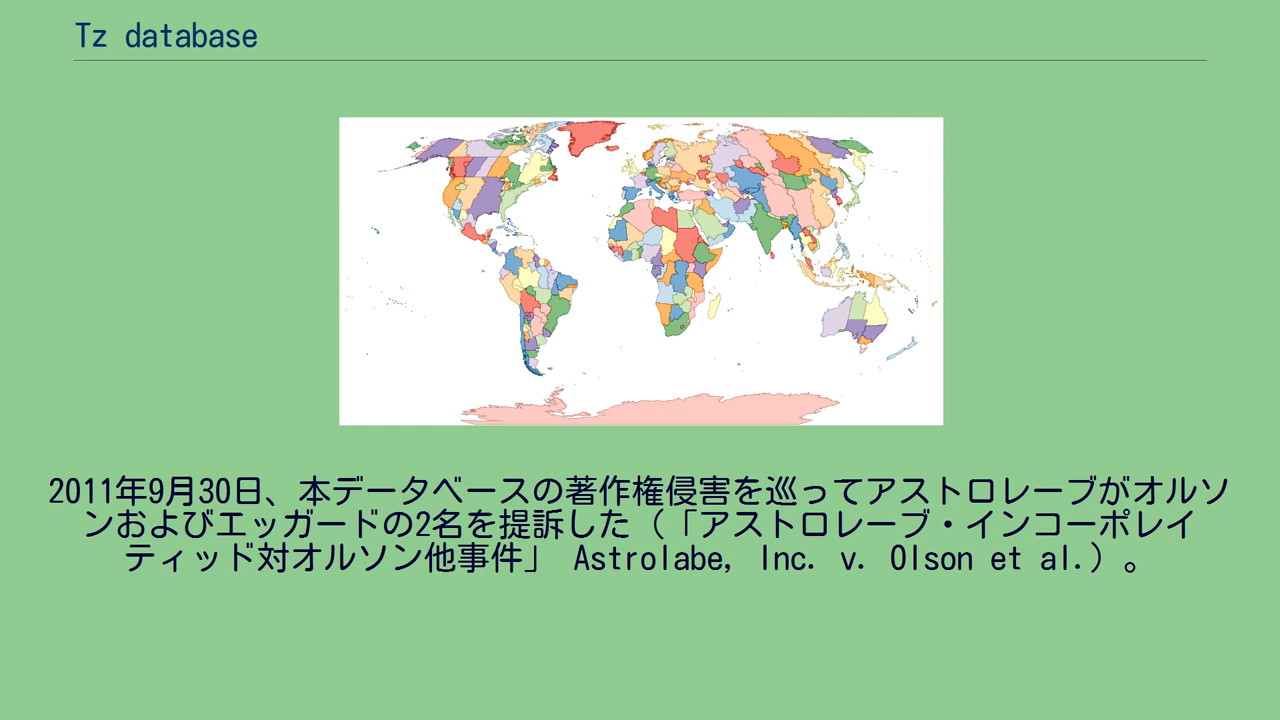 Tz database
2011年9月30日、本データベースの著作権侵害を巡ってアストロレーブがオルソ
ンおよびエッガードの2名を提訴した（「アストロレーブ・インコーポレイ
ティッド対オルソン他事件」 Astrolabe, Inc. v. Olson et al.）。